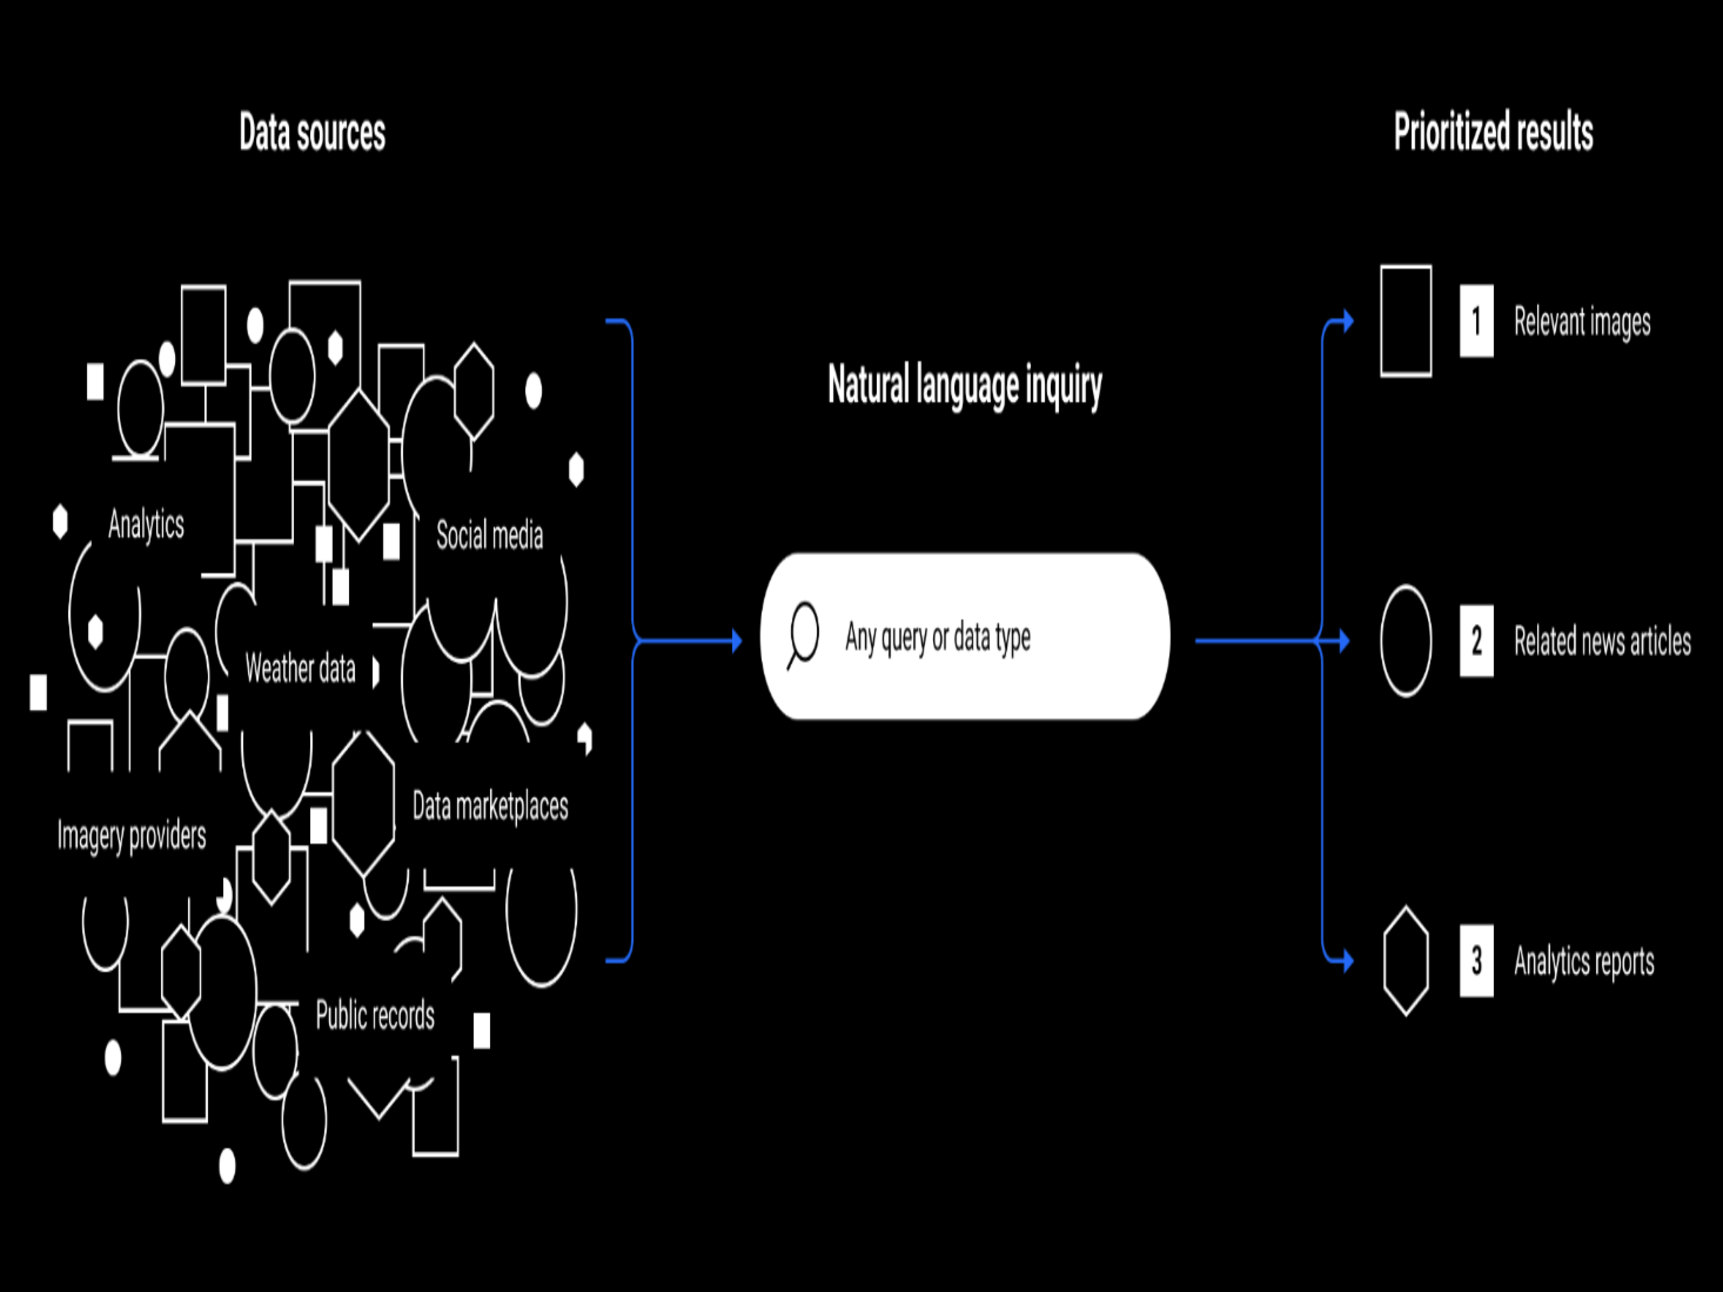 Data sources
Analytics
Social media
Weather data
Data marketplaces
Imagery providers
Public records
Natural language inquiry
Any query or data type
Prioritized results
1 Relevant images
2 Related news articles
3 Analytics reports